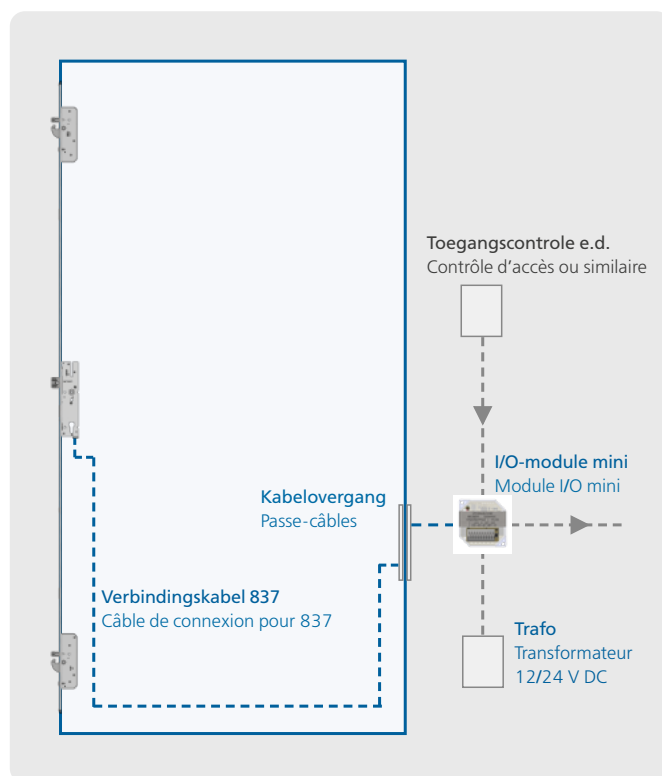 Toegangscontrole e.d.
Contrôle d'accès ou similaire
I/O-module mini
Module I/O mini
Kabelovergang
Passe-câbles
Verbindingskabel 837
Câble de connexion pour 837
Trafo
Transformateur
12/24 V DC